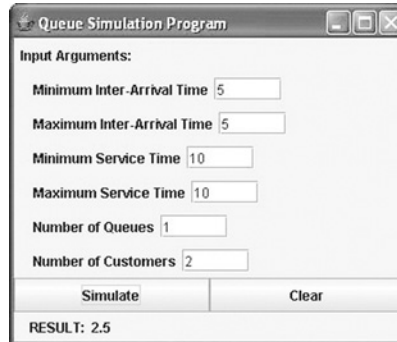 Queue Simulation Program
Input Arguments:
Minimum Inter-Arrival Time 5
Maximum Inter-Arrival Time 5
Minimum Service Time 10
Maximum Service Time 10
Number of Queues 1
Number of Customers 2
Simulate Clear
RESULT: 2.5